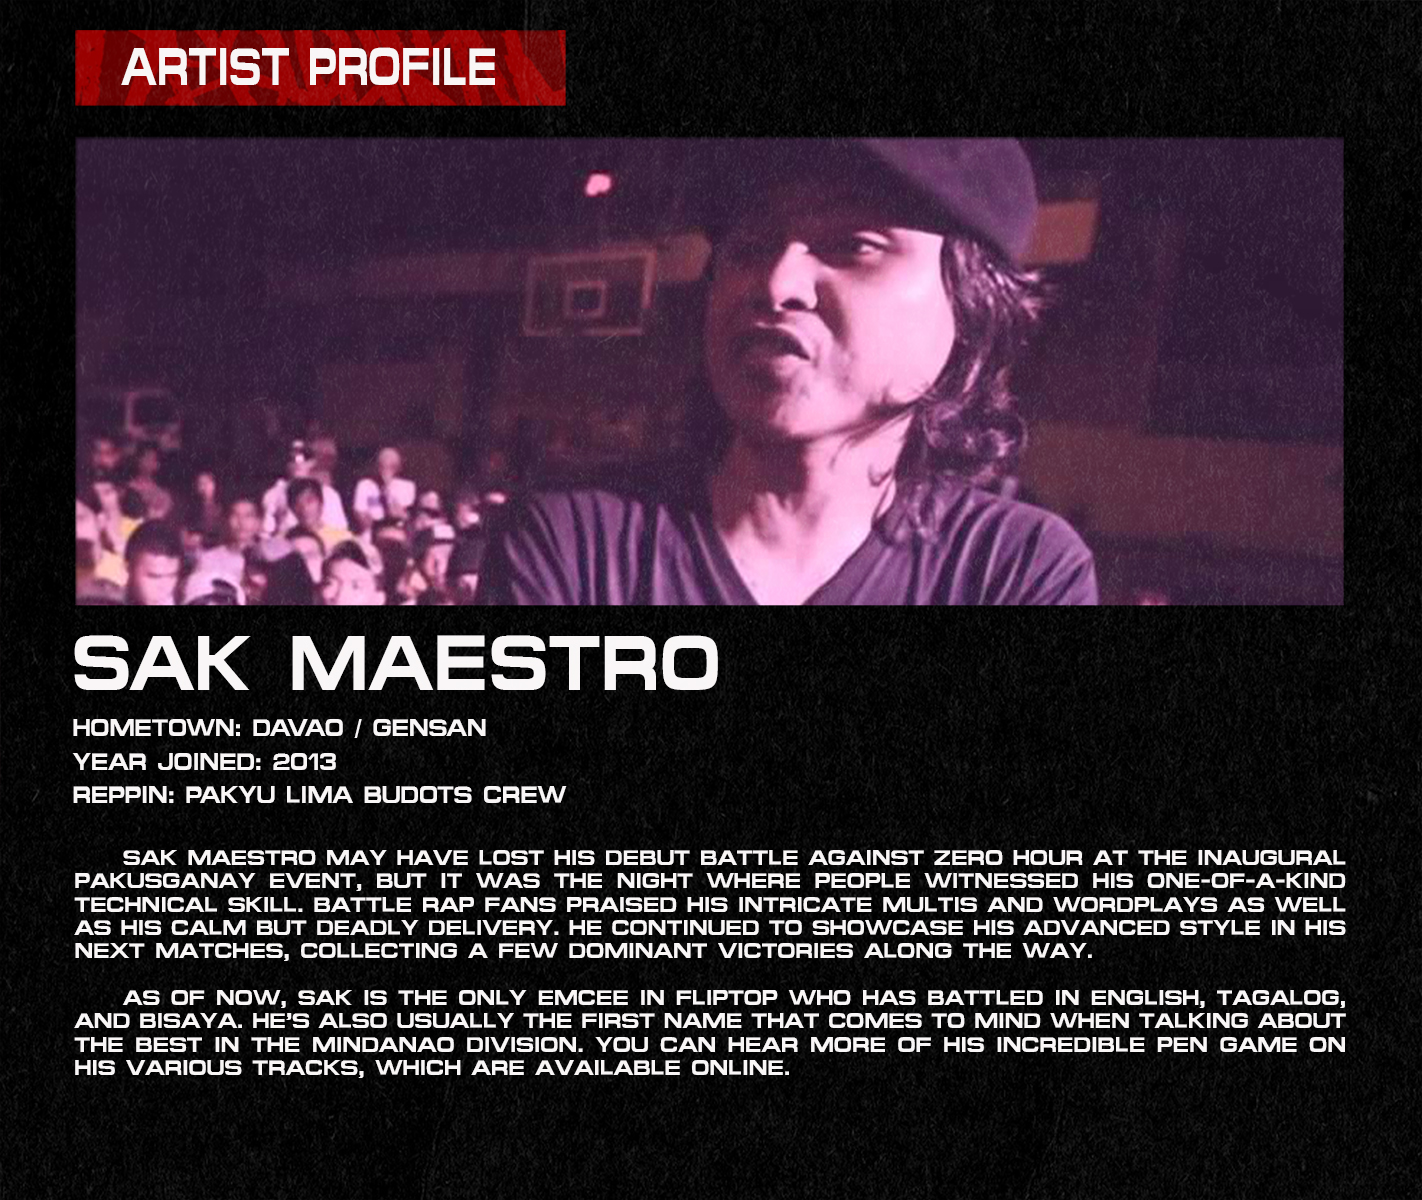 ARTIST PROFILE
SAK MAESTRO
HOMETOWN: DAVAO / GENSAN
YEAR JOINED: 2013
REPPIN: PAKYU LIMA BUDOTS CREW
SAK MAESTRO MAY HAVE LOST HIS DEBUT BATTLE AGAINST ZERO HOUR AT THE INAUGURAL
PAKUSGANAY EVENT, BUT IT WAS THE NIGHT WHERE PEOPLE WITNESSED HIS ONE-OF-A-KIND
TECHNICAL SKILL. BATTLE RAP FANS PRAISED HIS INTRICATE MULTIS AND WORDPLAYS AS WELL
AS HIS CALM BUT DEADLY DELIVERY. HE CONTINUED TO SHOWCASE HIS ADVANCED STYLE IN HIS
NEXT MATCHES, COLLECTING A FEW DOMINANT VICTORIES ALONG THE WAY.
AS OF NOW, SAK IS THE ONLY EMCEE IN FLIPTOP WHO HAS BATTLED IN ENGLISH, TAGALOG,
AND BISAYA. HE'S ALSO USUALLY THE FIRST NAME THAT COMES TO MIND WHEN TALKING ABOUT
THE BEST IN THE MINDANAO DIVISION. YOU CAN HEAR MORE OF HIS INCREDIBLE PEN GAME ON
HIS VARIOUS TRACKS, WHICH ARE AVAILABLE ONLINE.